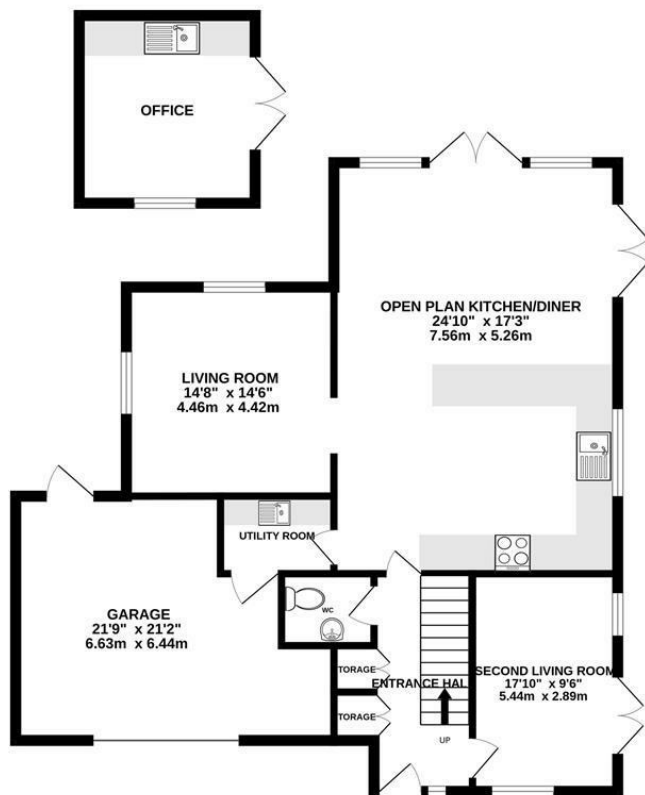 OFFICE
OPEN PLAN KITCHEN/DINER
24'10" x 17'3"
7.56m x 5.26m
LIVING ROOM
14'8" x 14'6"
4.46m x 4.42m
UTILITY ROOM
GARAGE
21'9" x 21'2"
6.63m x 6.44m
WC
TORAGE
ENTRANCE HAL
SECOND LIVING ROOM
17'10" x 9'6"
5.44m x 2.89m
TORAGE
UP